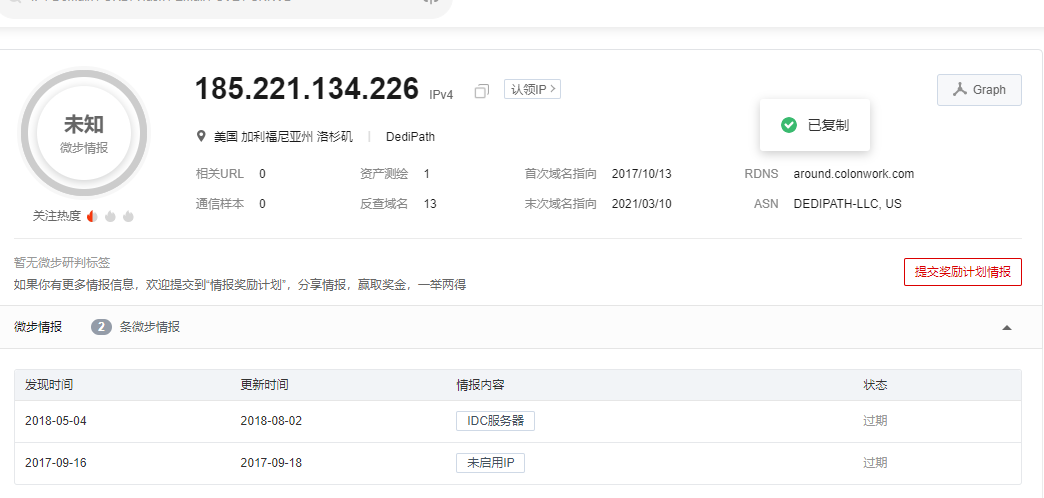 185.221.134.226 IPv4 认领IP
Graph
未知
微步情报
已复制
美国 加利福尼亚州 洛杉矶 DediPath
相关URL 0 资产测绘 1 首次域名指向 2017/10/13 RDNS around.colonwork.com
通信样本 0 反查域名 13 末次域名指向 2021/03/10 ASN DEDIPATH-LLC, US
关注热度
暂无微步研判标签
如果你有更多情报信息，欢迎提交到“情报奖励计划”，分享情报，赢取奖金，一举两得
提交奖励计划情报
微步情报 2 条微步情报
发现时间 更新时间 情报内容 状态
2018-05-04 2018-08-02 IDC服务器 过期
2017-09-16 2017-09-18 未启用IP 过期